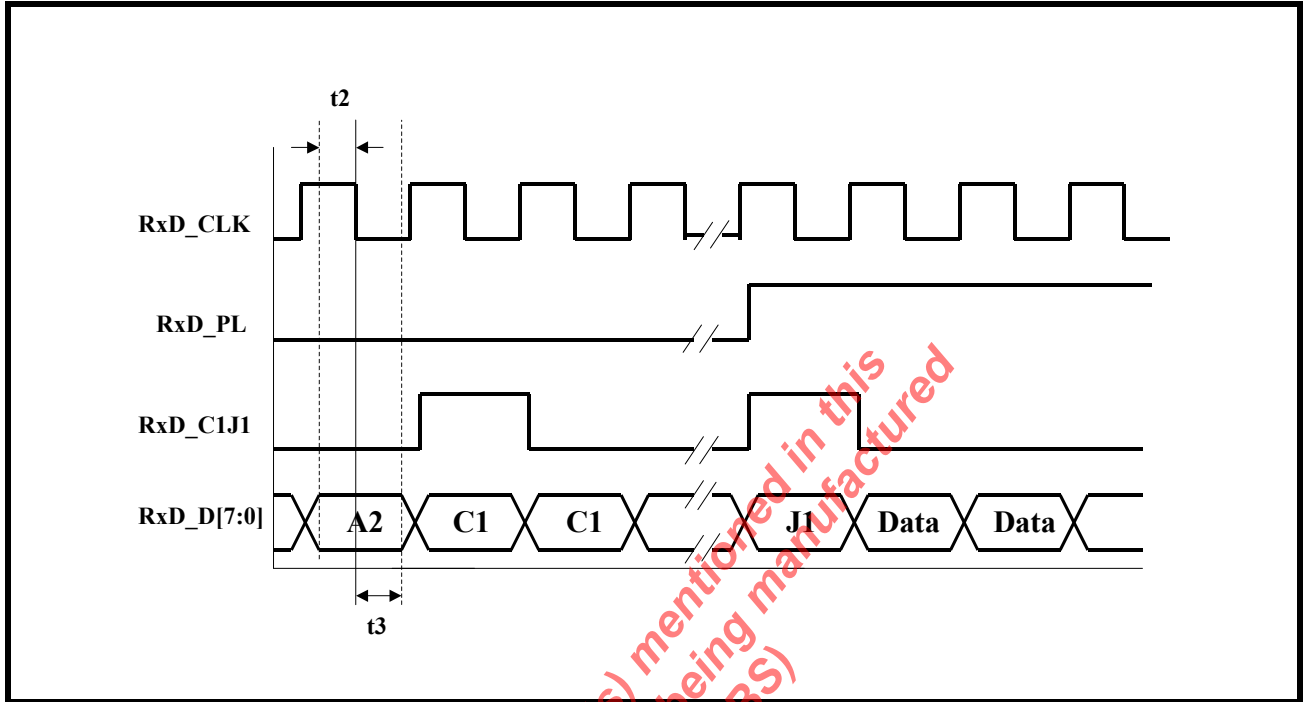 t2
RxD_CLK
RxD_PL
RxD_C1J1
RxD_D[7:0]
A2 C1 C1 J1 Data Data
t3
s) mentioned in this
being manufactured
BS)